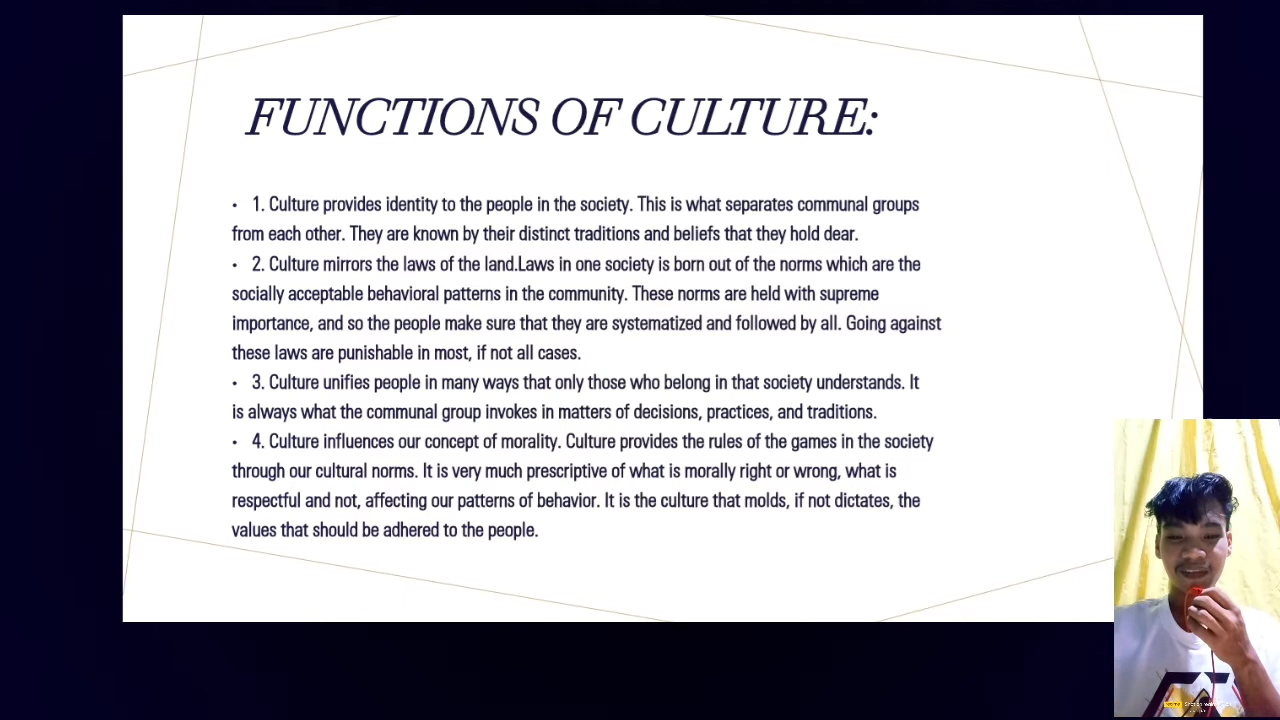 FUNCTIONS OF CULTURE:
• 1. Culture provides identity to the people in the society. This is what separates communal groups
from each other. They are known by their distinct traditions and beliefs that they hold dear.
• 2. Culture mirrors the laws of the land.Laws in one society is born out of the norms which are the
socially acceptable behavioral patterns in the community. These norms are held with supreme
importance, and so the people make sure that they are systematized and followed by all. Going against
these laws are punishable in most, if not all cases.
• 3. Culture unifies people in many ways that only those who belong in that society understands. It
is always what the communal group invokes in matters of decisions, practices, and traditions.
• 4. Culture influences our concept of morality. Culture provides the rules of the games in the society
through our cultural norms. It is very much prescriptive of what is morally right or wrong, what is
respectful and not, affecting our patterns of behavior. It is the culture that molds, if not dictates, the
values that should be adhered to the people.